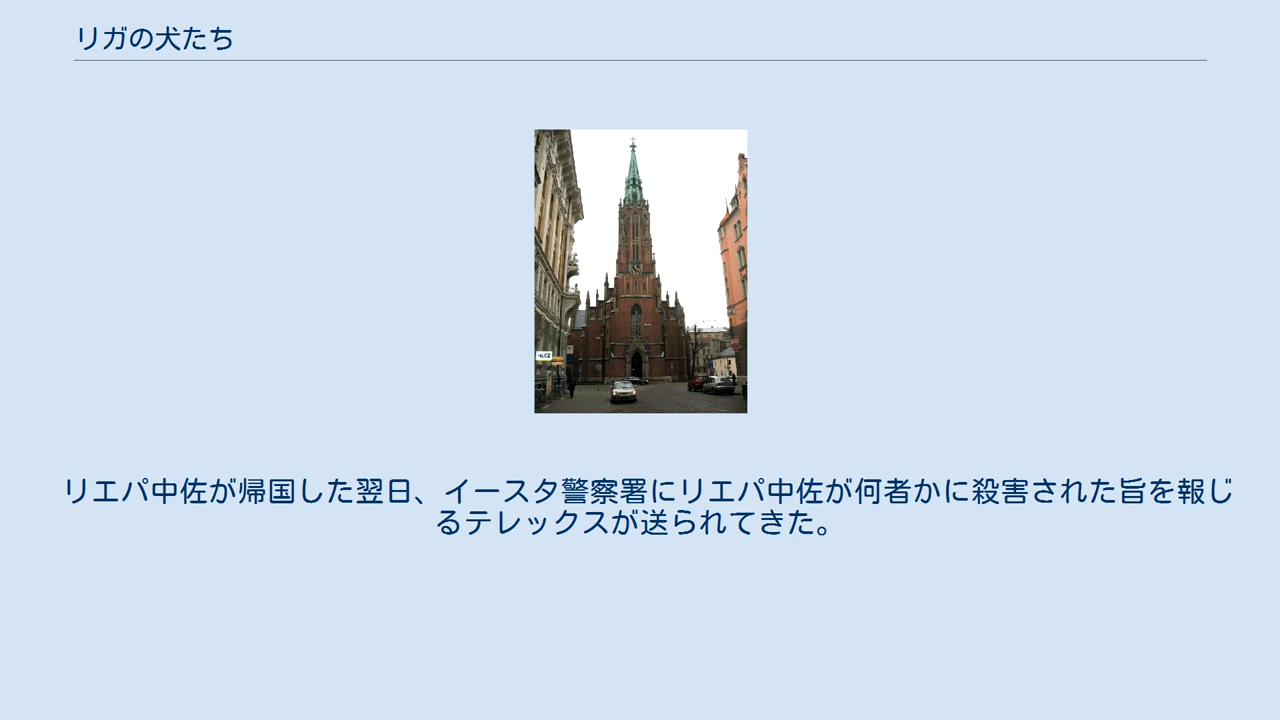 リガの犬たち
リエパ中佐が帰国した翌日、イースタ警察署にリエパ中佐が何者かに殺害された旨を報じ
るテレックスが送られてきた。